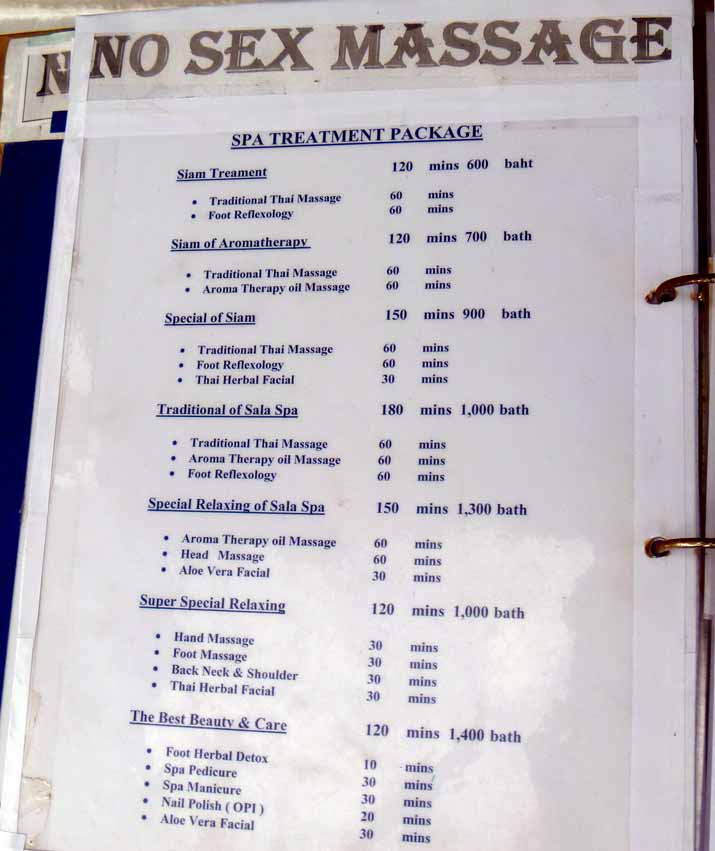 NO SEX MASSAGE
SPA TREATMENT PACKAGE
Siam Treament 120 mins 600 baht
• Traditional Thai Massage 60 mins
• Foot Reflexology 60 mins
Siam of Aromatherapy 120 mins 700 bath
• Traditional Thai Massage 60 mins
• Aroma Therapy oil Massage 60 mins
Special of Siam 150 mins 900 bath
• Traditional Thai Massage 60 mins
• Foot Reflexology 60 mins
• Thai Herbal Facial 30 mins
Traditional of Sala Spa 180 mins 1,000 bath
• Traditional Thai Massage 60 mins
• Aroma Therapy oil Massage 60 mins
• Foot Reflexology 60 mins
Special Relaxing of Sala Spa 150 mins 1,300 bath
• Aroma Therapy oil Massage 60 mins
• Head Massage 60 mins
• Aloe Vera Facial 30 mins
Super Special Relaxing 120 mins 1,000 bath
• Hand Massage 30 mins
• Foot Massage 30 mins
• Back Neck & Shoulder 30 mins
• Thai Herbal Facial 30 mins
The Best Beauty & Care 120 mins 1,400 bath
• Foot Herbal Detox 10 mins
• Spa Pedicure 30 mins
• Spa Manicure 30 mins
• Nail Polish ( OPI ) 20 mins
• Aloe Vera Facial 30 mins